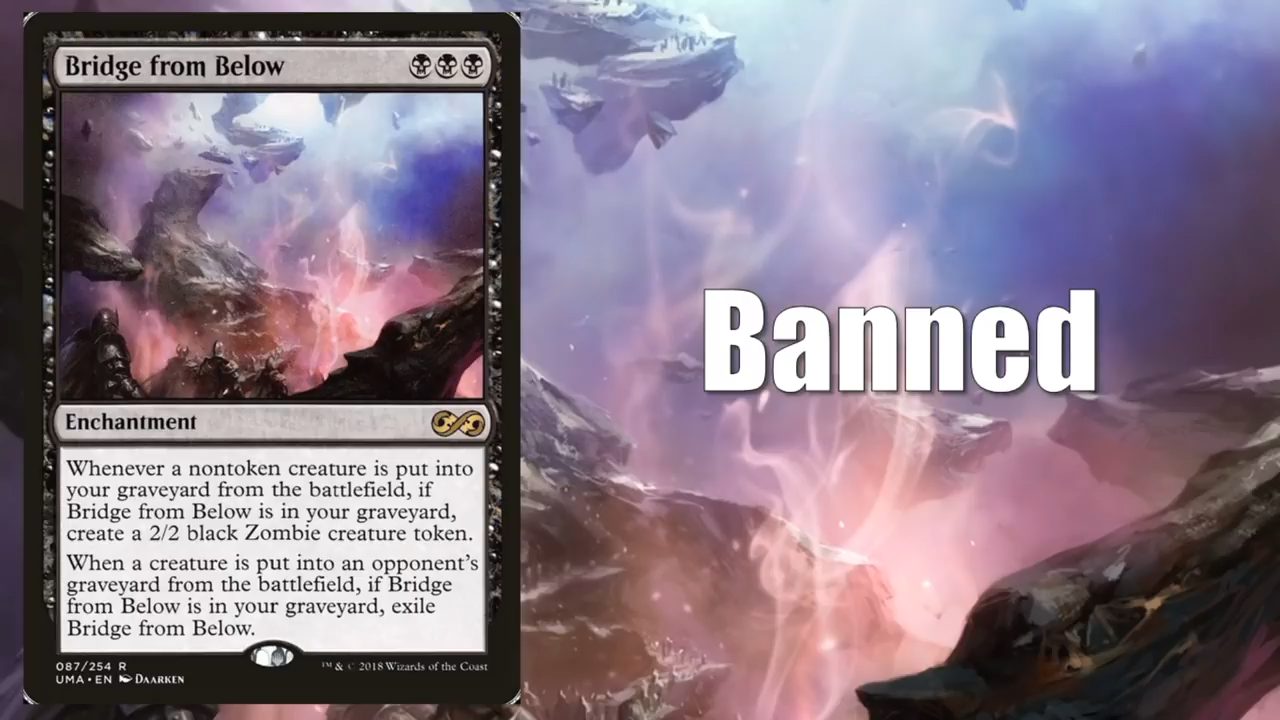 Bridge from Below
Banned
Enchantment
Whenever a nontoken creature is put into
your graveyard from the battlefield, if
Bridge from Below is in your graveyard,
create a 2/2 black Zombie creature token.
When a creature is put into an opponent's
graveyard from the battlefield, if Bridge
from Below is in your graveyard, exile
Bridge from Below.
087/254 R
UMA • EN DAARKEN
™ & © 2018 Wizards of the Coast